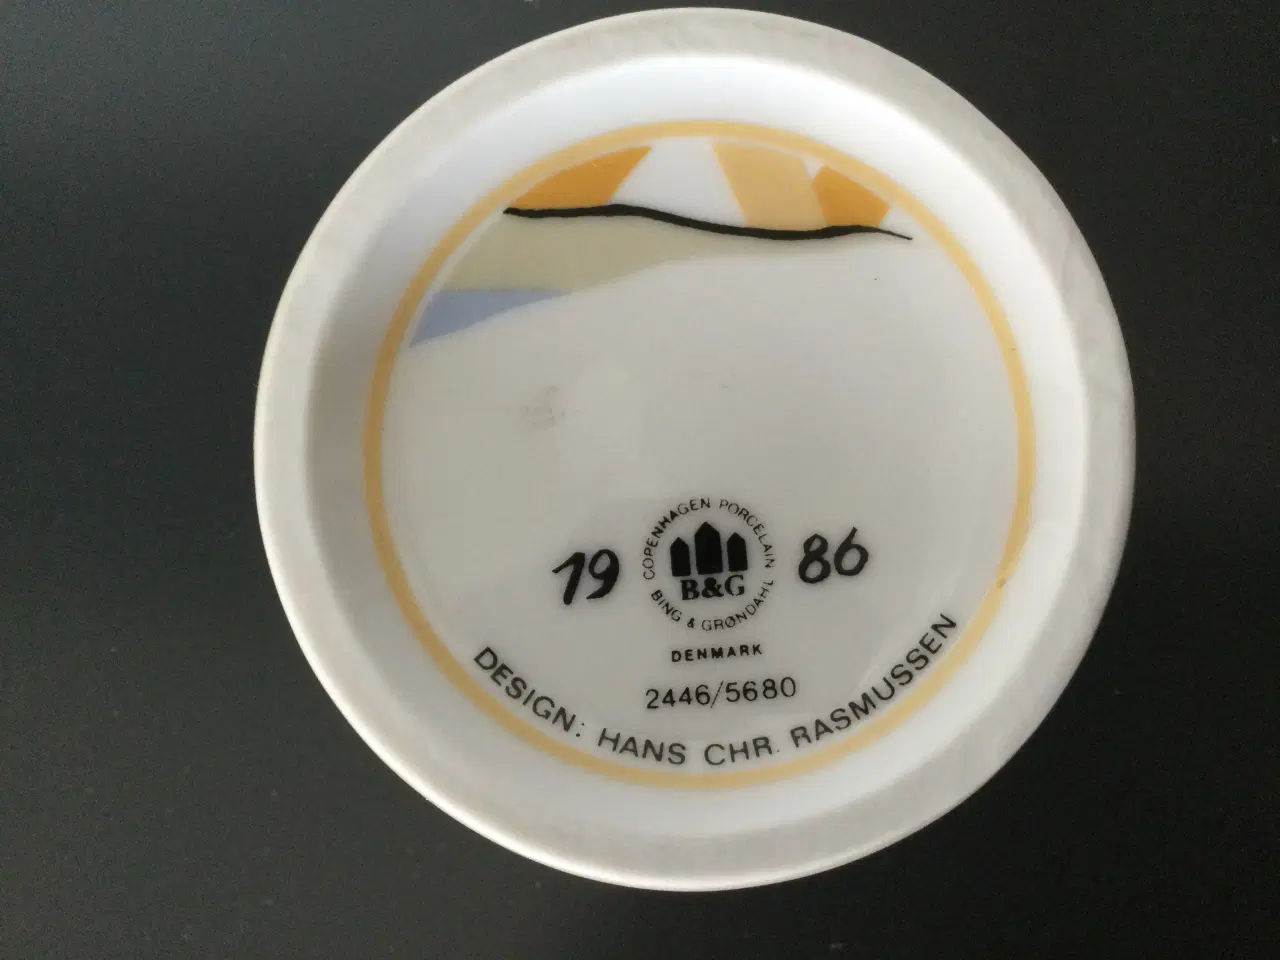 19 86
COPENHAGEN PORCELAIN
B&G
BING & GRØNDAHL
DENMARK
2446/5680
DESIGN: HANS CHR. RASMUSSEN